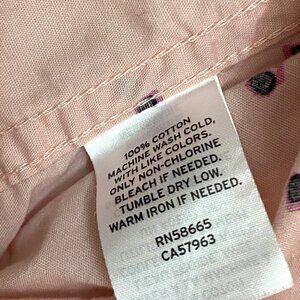 100% COTTON
MACHINE WASH COLD,
WITH LIKE COLORS.
ONLY NON-CHLORINE
BLEACH IF NEEDED.
TUMBLE DRY LOW.
WARM IRON IF NEEDED.
RN58665
CA57963